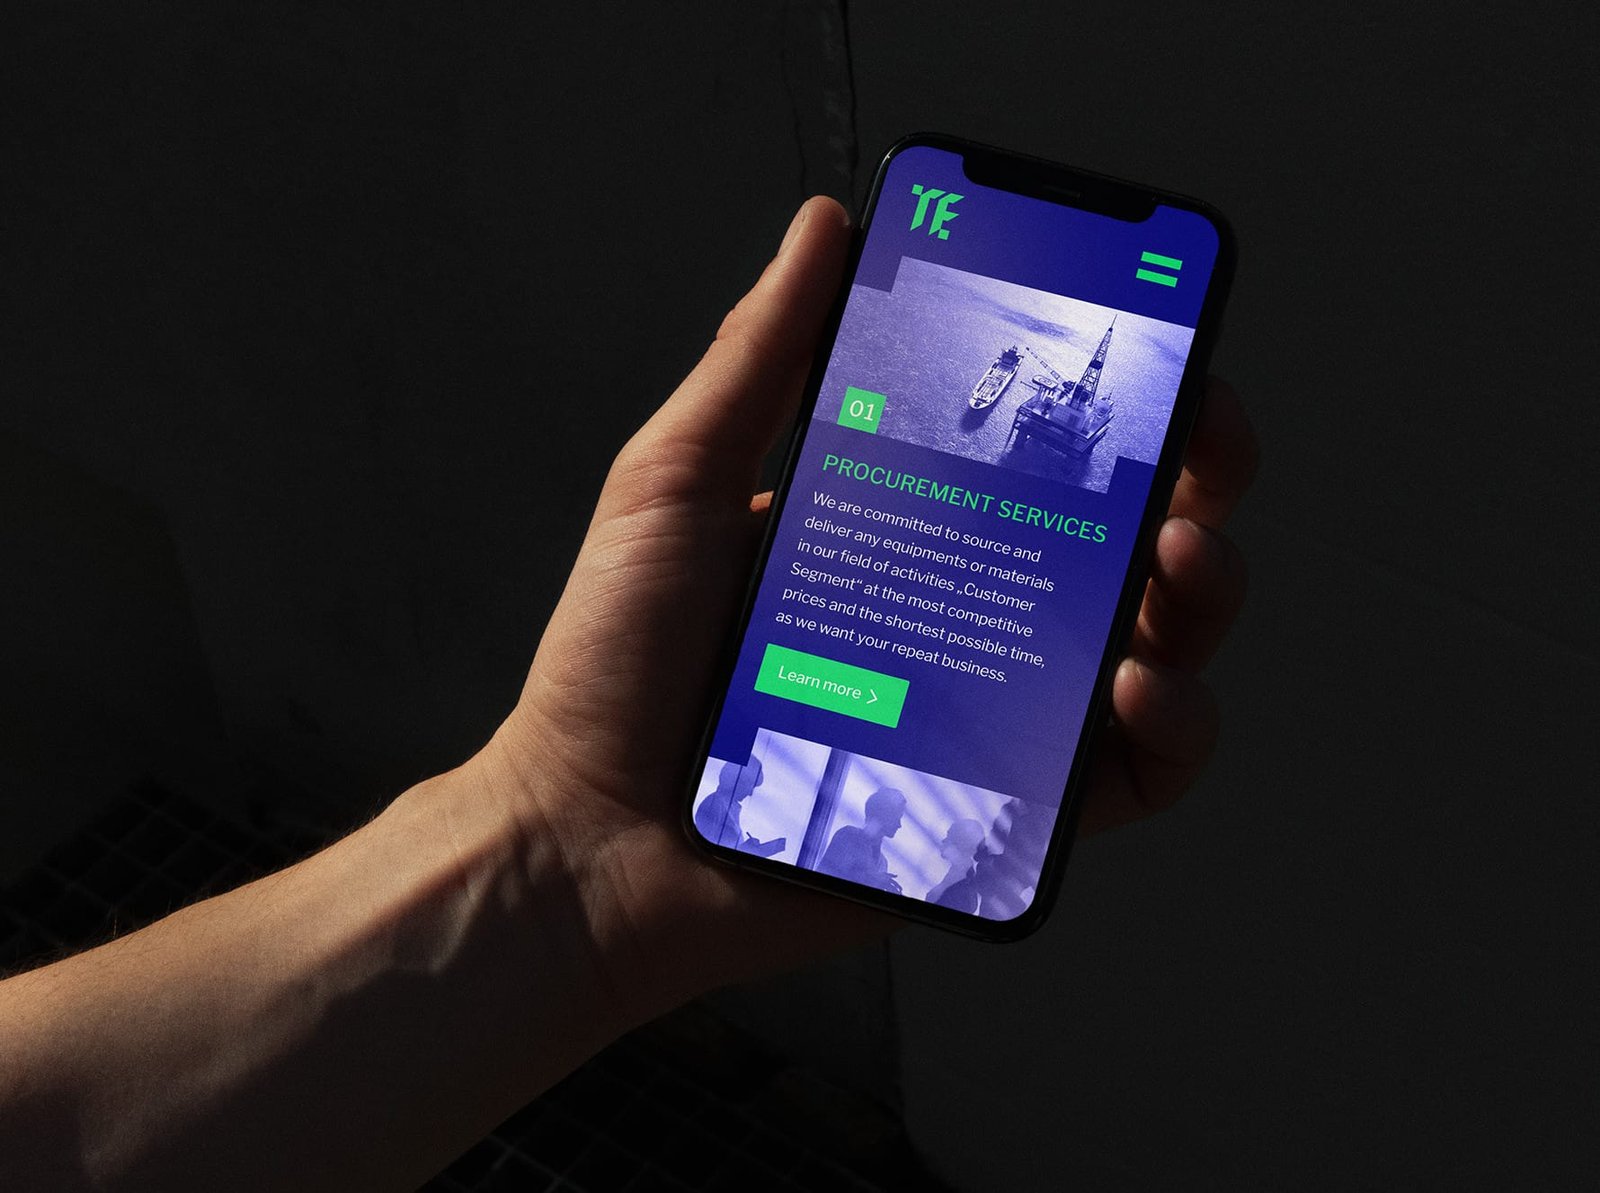 TE
01
PROCUREMENT SERVICES
We are committed to source and
deliver any equipments or materials
in our field of activities „Customer
Segment“ at the most competitive
prices and the shortest possible time,
as we want your repeat business.
Learn more >